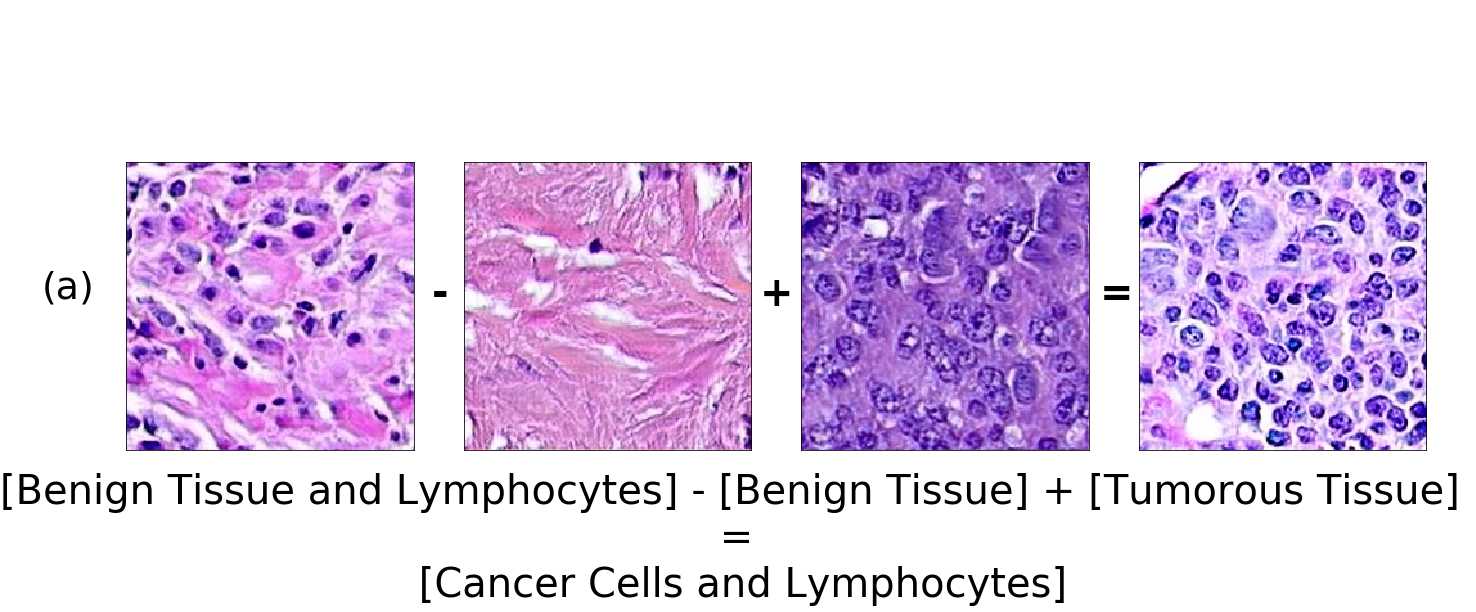 (a) - + =
[Benign Tissue and Lymphocytes] - [Benign Tissue] + [Tumorous Tissue]
=
[Cancer Cells and Lymphocytes]